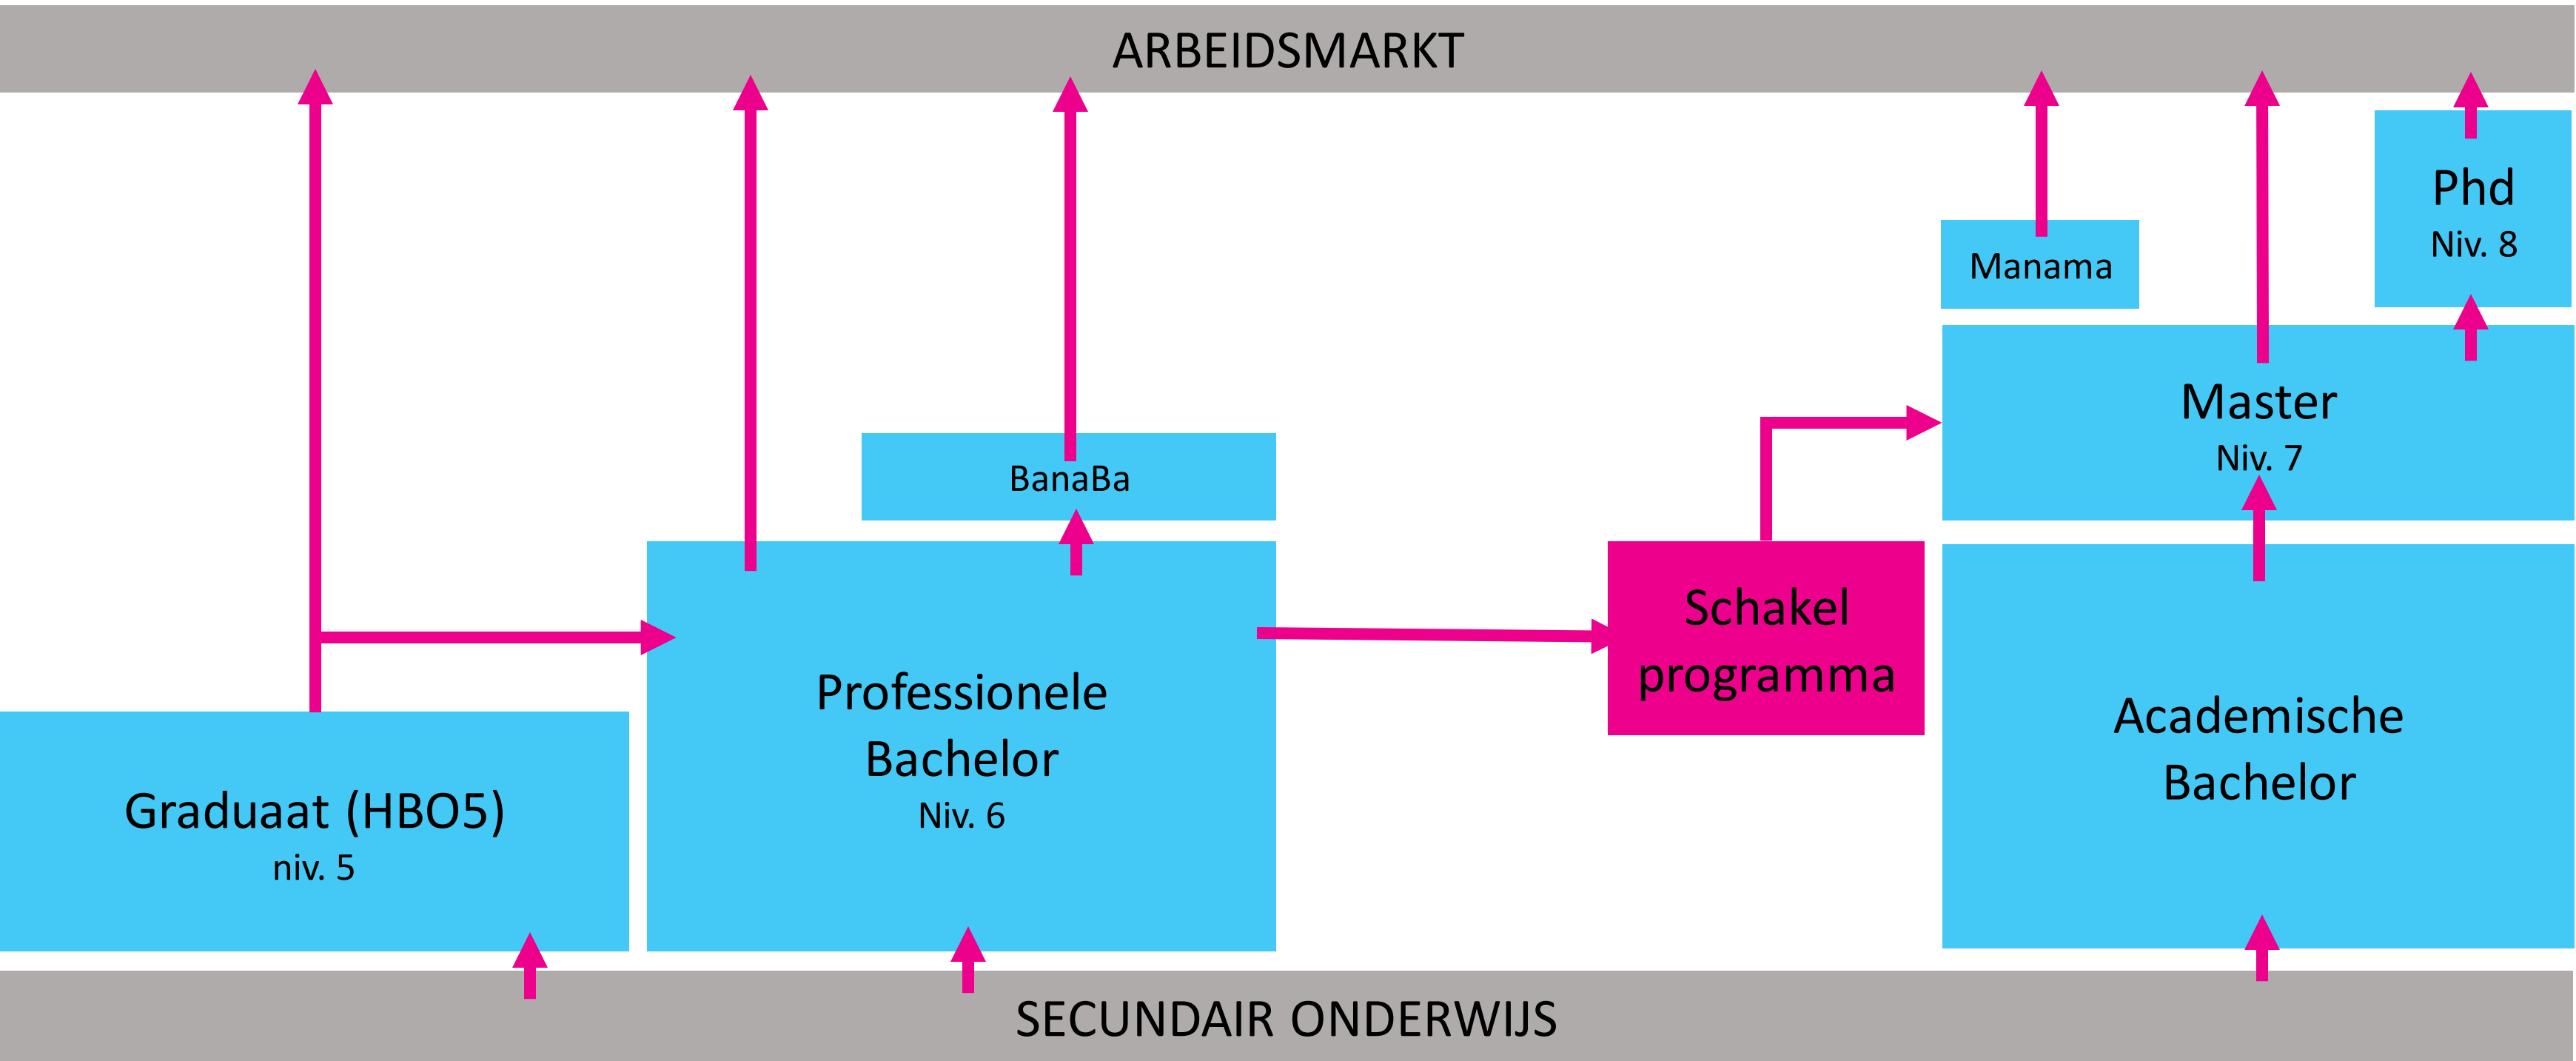 ARBEIDSMARKT
Phd
Niv. 8
Manama
Master
Niv. 7
BanaBa
Schakel
programma
Professionele
Bachelor
Niv. 6
Academische
Bachelor
Graduaat (HBO5)
niv. 5
SECUNDAIR ONDERWIJS